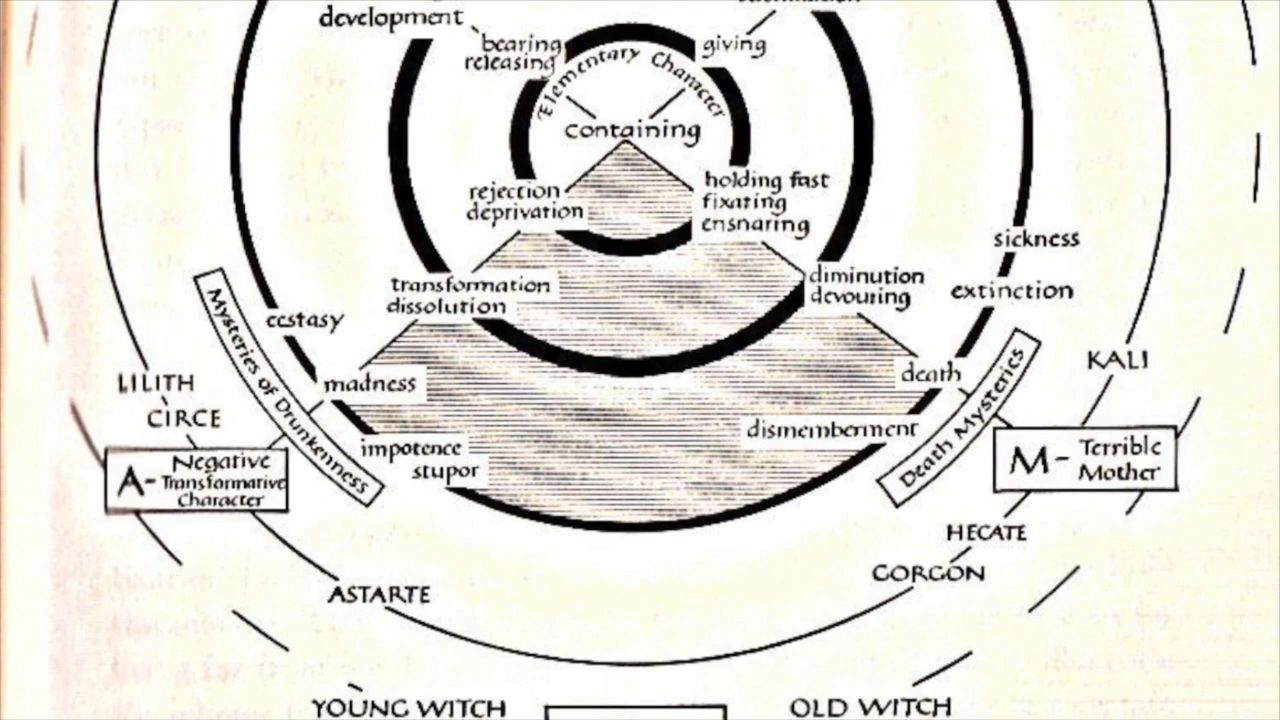 development
bearing
releasing
giving
Elementary Character
containing
rejection
deprivation
holding fast
fixating
ensnaring
sickness
transformation
dissolution
diminution
devouring
extinction
ecstasy
Mysteries of Drunkenness
madness
death
Death Mysteries
KALI
LILITH
CIRCE
impotence
stupor
dismemberment
A- Negative
Transformative
Character
M- Terrible
Mother
HECATE
GORGON
ASTARTE
YOUNG WITCH
OLD WITCH